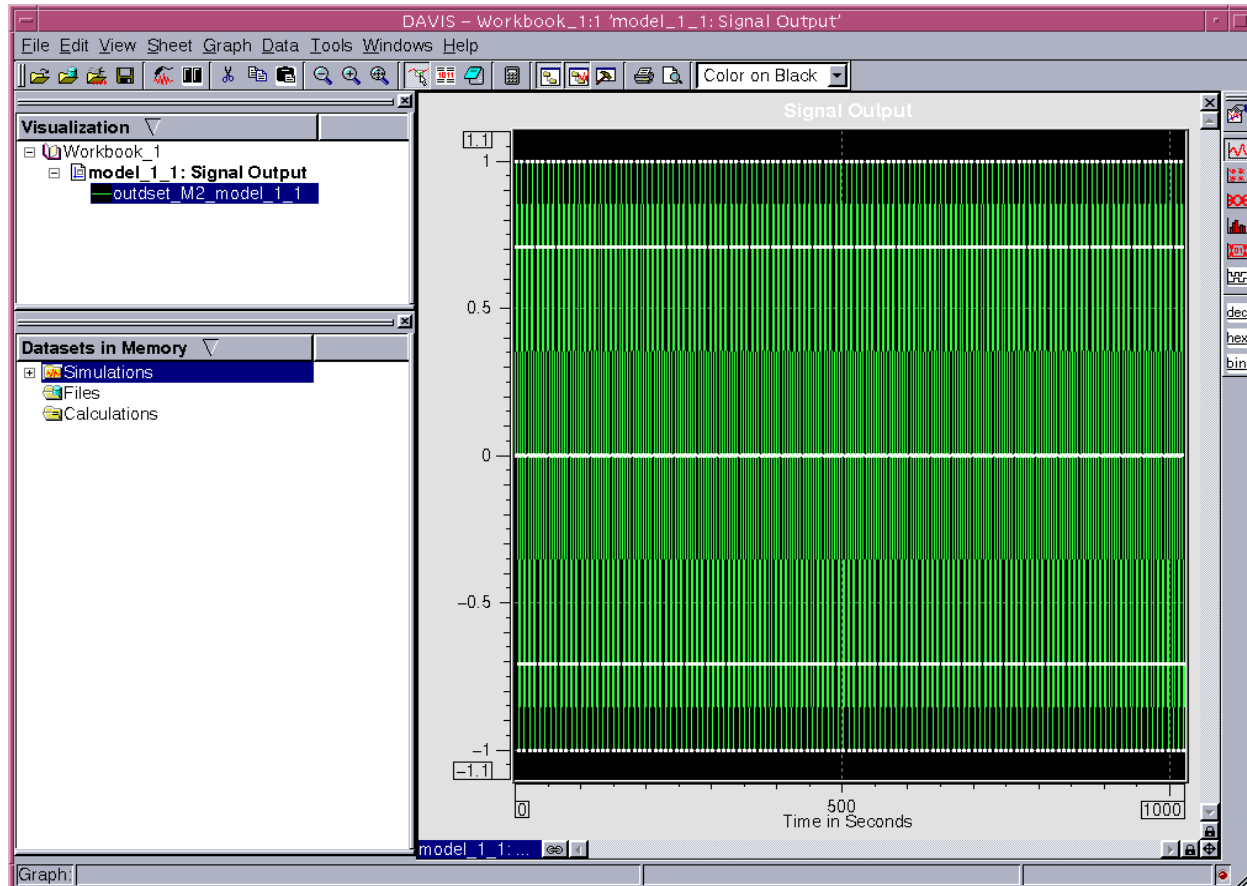 DAVIS – Workbook_1:1 'model_1_1: Signal Output'
File Edit View Sheet Graph Data Tools Windows Help
Color on Black
Visualization
Workbook_1
model_1_1: Signal Output
outdset_M2_model_1_1
Datasets in Memory
Simulations
Files
Calculations
Signal Output
1.1
1
0.5
0
−0.5
−1
−1.1
0
500
1000
Time in Seconds
model_1_1:...
dec
hex
bin
Graph: